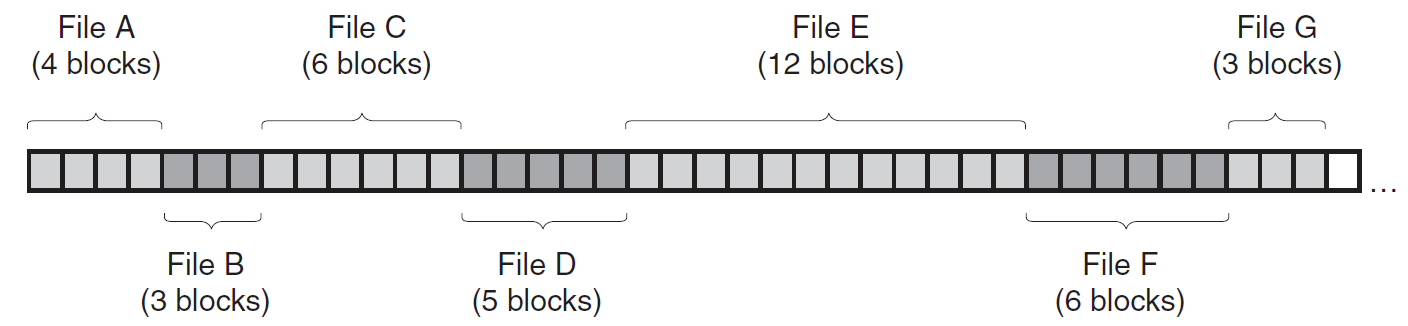 File A
(4 blocks)
File C
(6 blocks)
File E
(12 blocks)
File G
(3 blocks)
...
File B
(3 blocks)
File D
(5 blocks)
File F
(6 blocks)